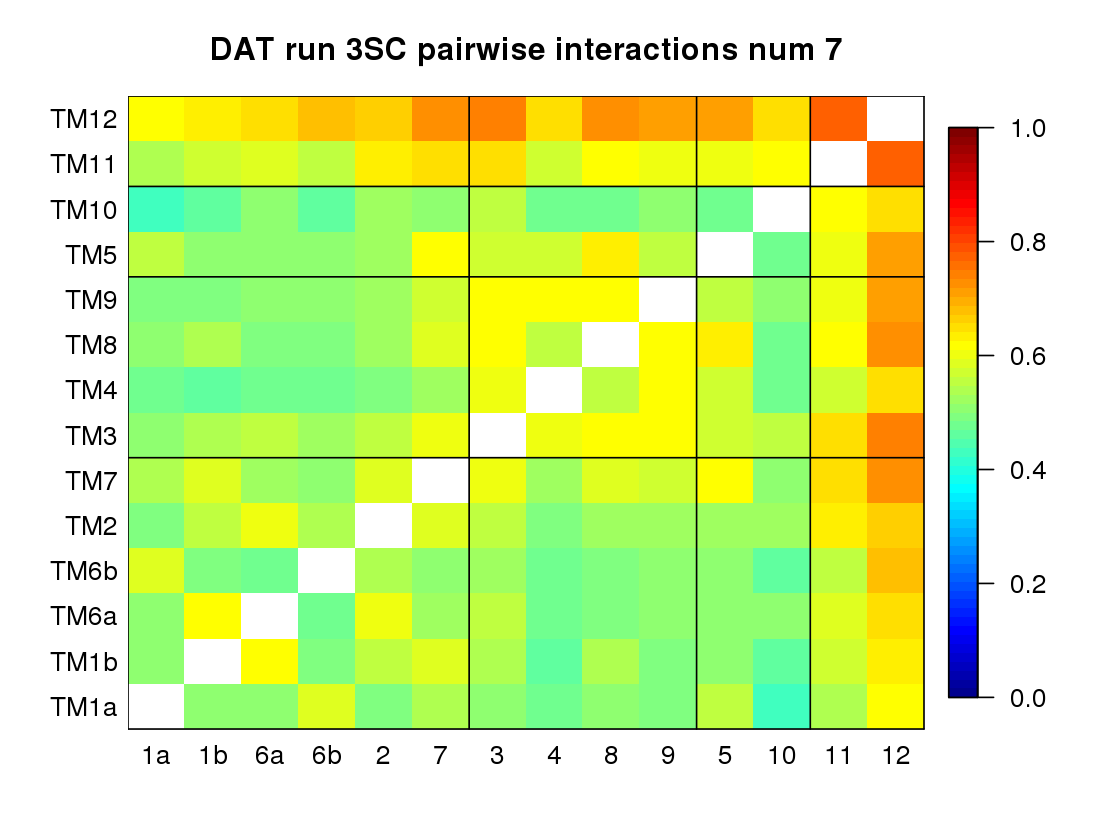 DAT run 3SC pairwise interactions num 7
TM12
TM11
TM10
TM5
TM9
TM8
TM4
TM3
TM7
TM2
TM6b
TM6a
TM1b
TM1a
1a 1b 6a 6b 2 7 3 4 8 9 5 10 11 12
1.0
0.8
0.6
0.4
0.2
0.0